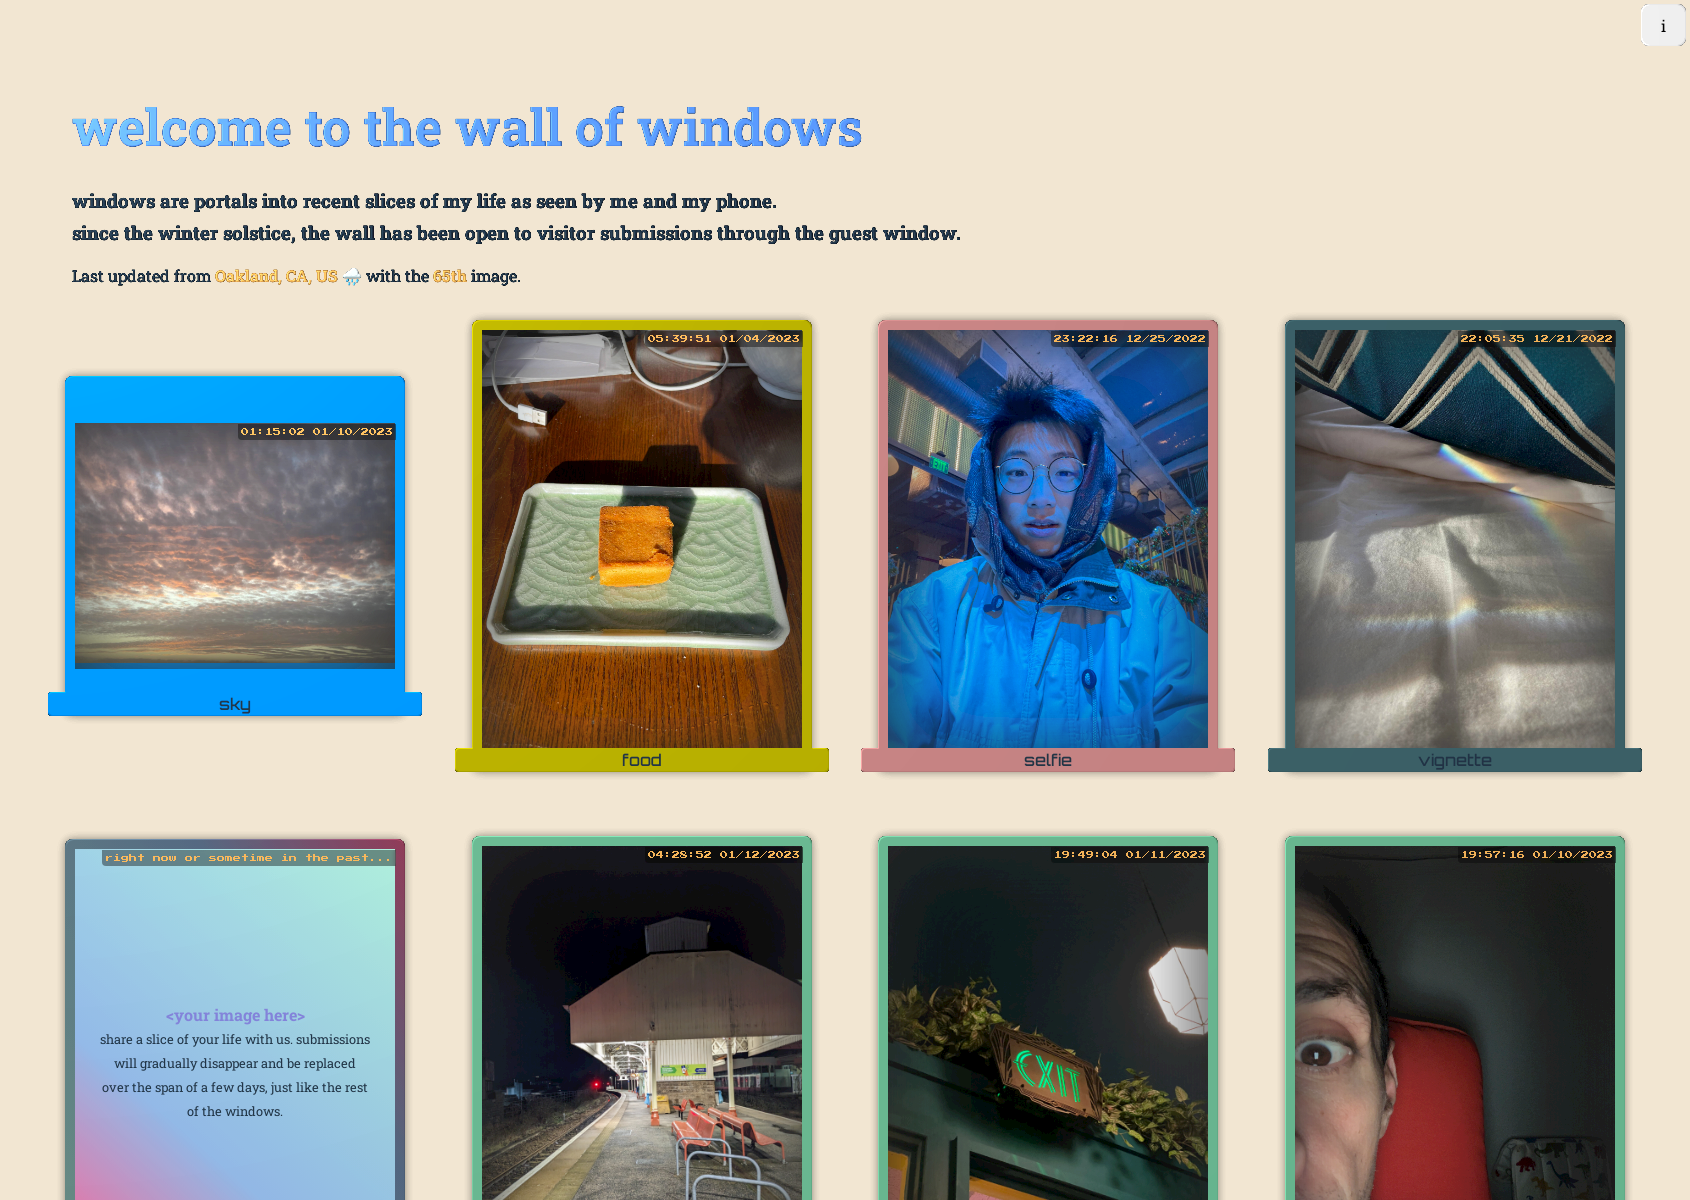 i
welcome to the wall of windows
windows are portals into recent slices of my life as seen by me and my phone.
since the winter solstice, the wall has been open to visitor submissions through the guest window.
Last updated from Oakland, CA, US 🌧️ with the 65th image.
01:15:02 01/10/2023
sky
05:39:51 01/04/2023
food
23:22:16 12/25/2022
EXIT
selfie
22:05:35 12/21/2022
vignette
right now or sometime in the past...
<your image here>
share a slice of your life with us. submissions
will gradually disappear and be replaced
over the span of a few days, just like the rest
of the windows.
04:28:52 01/12/2023
19:49:04 01/11/2023
EXIT
19:57:16 01/10/2023